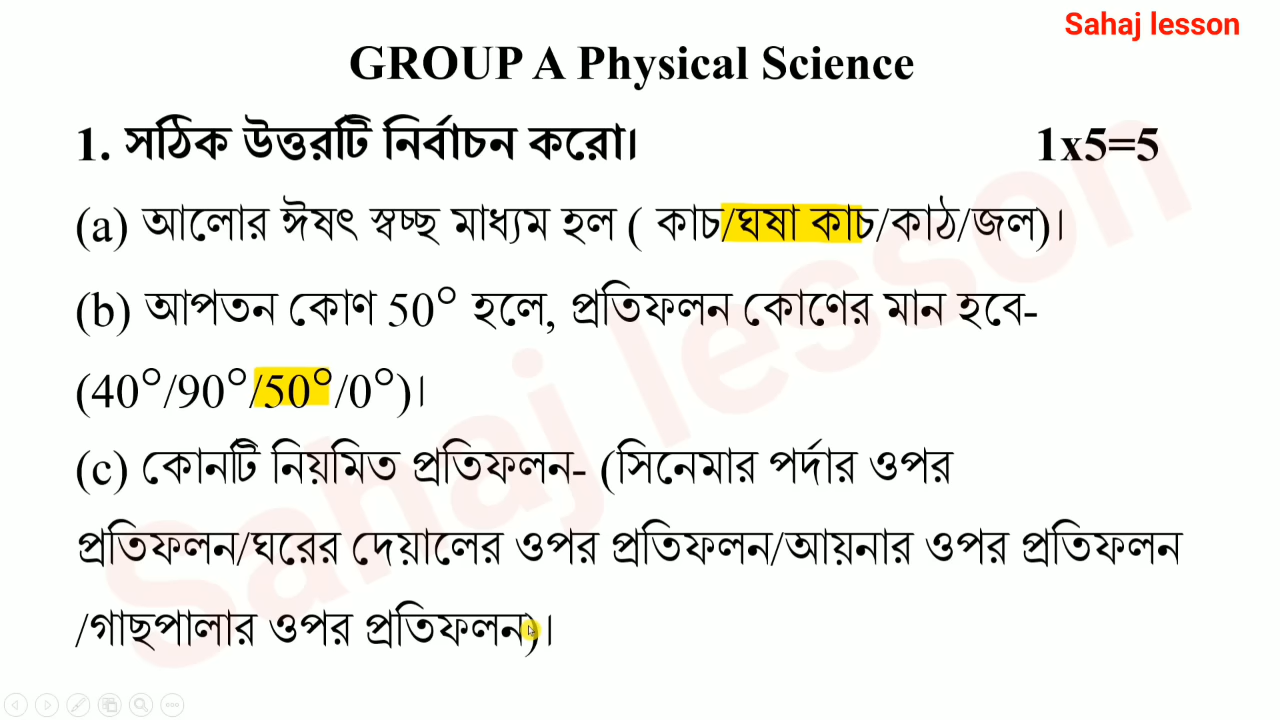 Sahaj lesson
GROUP A Physical Science
1. সঠিক উত্তরটি নির্বাচন করো। 1x5=5
(a) আলোর ঈষৎ স্বচ্ছ মাধ্যম হল ( কাচ/ঘষা কাচ/কাঠ/জল)।
(b) আপতন কোণ 50° হলে, প্রতিফলন কোণের মান হবে-
(40°/90°/50°/0°)।
(c) কোনটি নিয়মিত প্রতিফলন- (সিনেমার পর্দার ওপর
প্রতিফলন/ঘরের দেয়ালের ওপর প্রতিফলন/আয়নার ওপর প্রতিফলন
/গাছপালার ওপর প্রতিফলন)।
Sahaj lesson